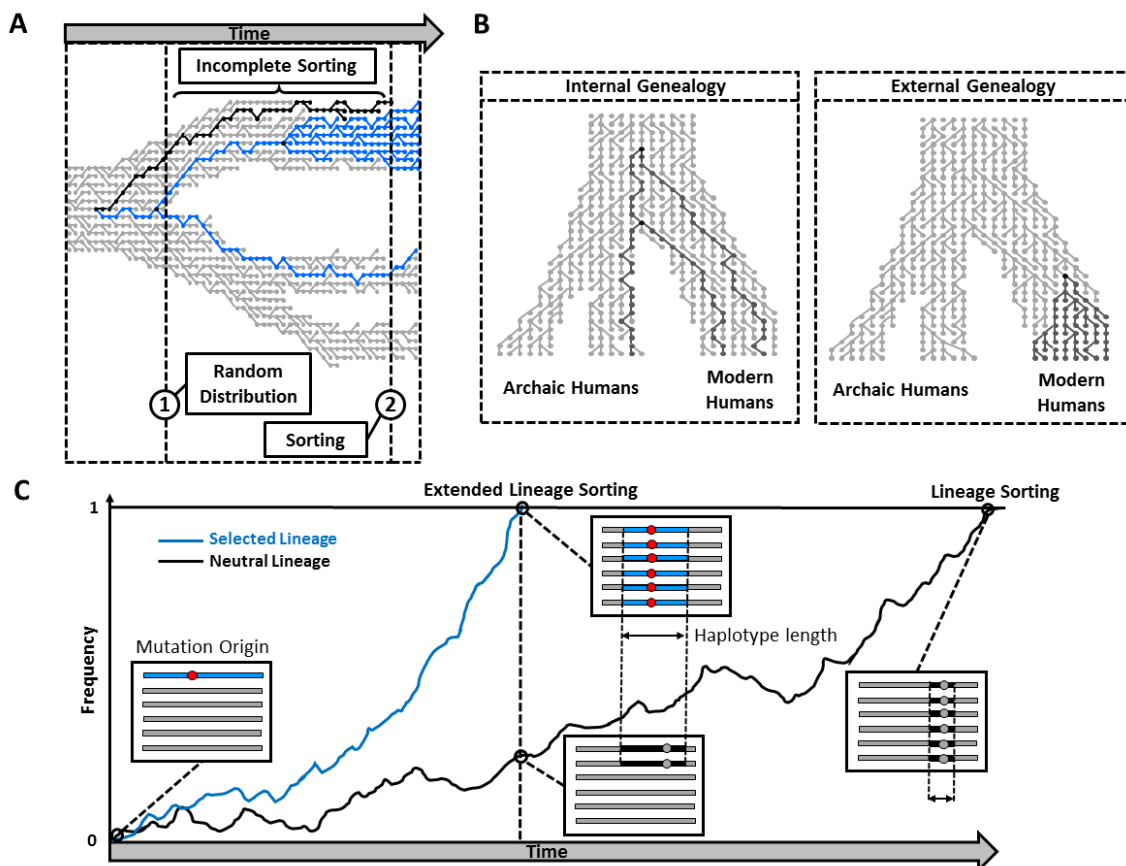 A
Time
Incomplete Sorting
1
Random
Distribution
2
Sorting
B
Internal Genealogy
Archaic Humans
Modern
Humans
External Genealogy
Archaic Humans
Modern
Humans
C
Extended Lineage Sorting
Lineage Sorting
1
Selected Lineage
Neutral Lineage
Mutation Origin
Haplotype length
Frequency
0
Time